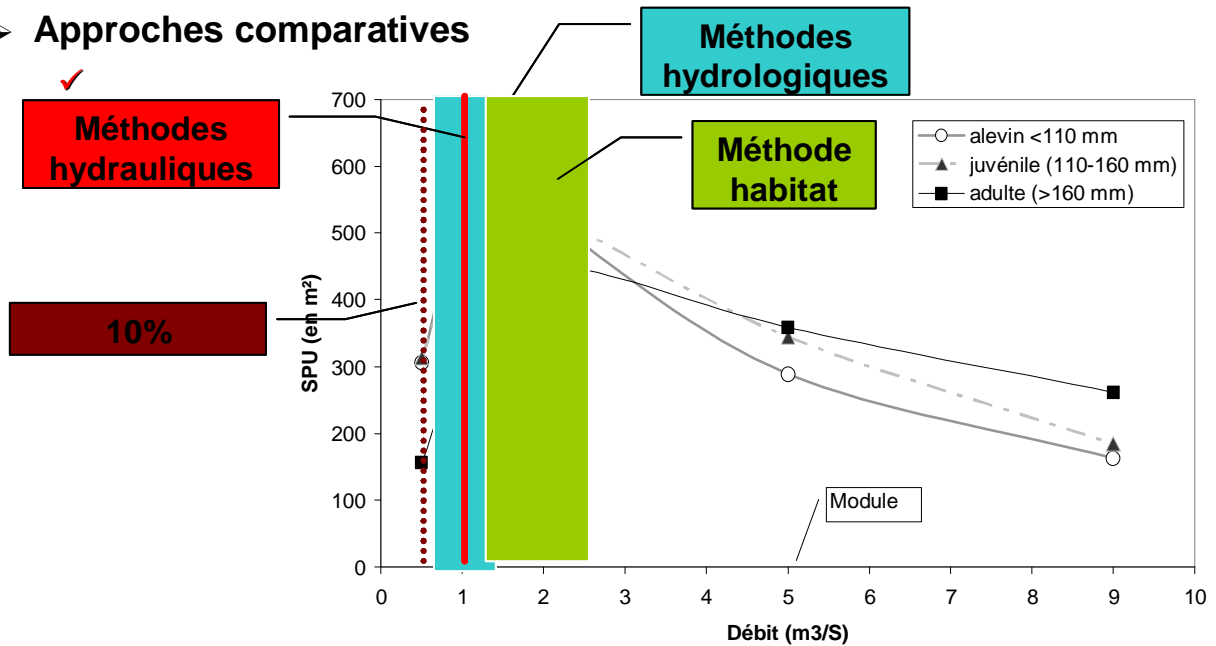 Approches comparatives
Méthodes
hydrologiques
Méthodes
hydrauliques
Méthode
habitat
10%
alevin <110 mm
juvénile (110-160 mm)
adulte (>160 mm)
SPU (en m²)
700
600
500
400
300
200
100
0
Module
0 1 2 3 4 5 6 7 8 9 10
Débit (m3/S)